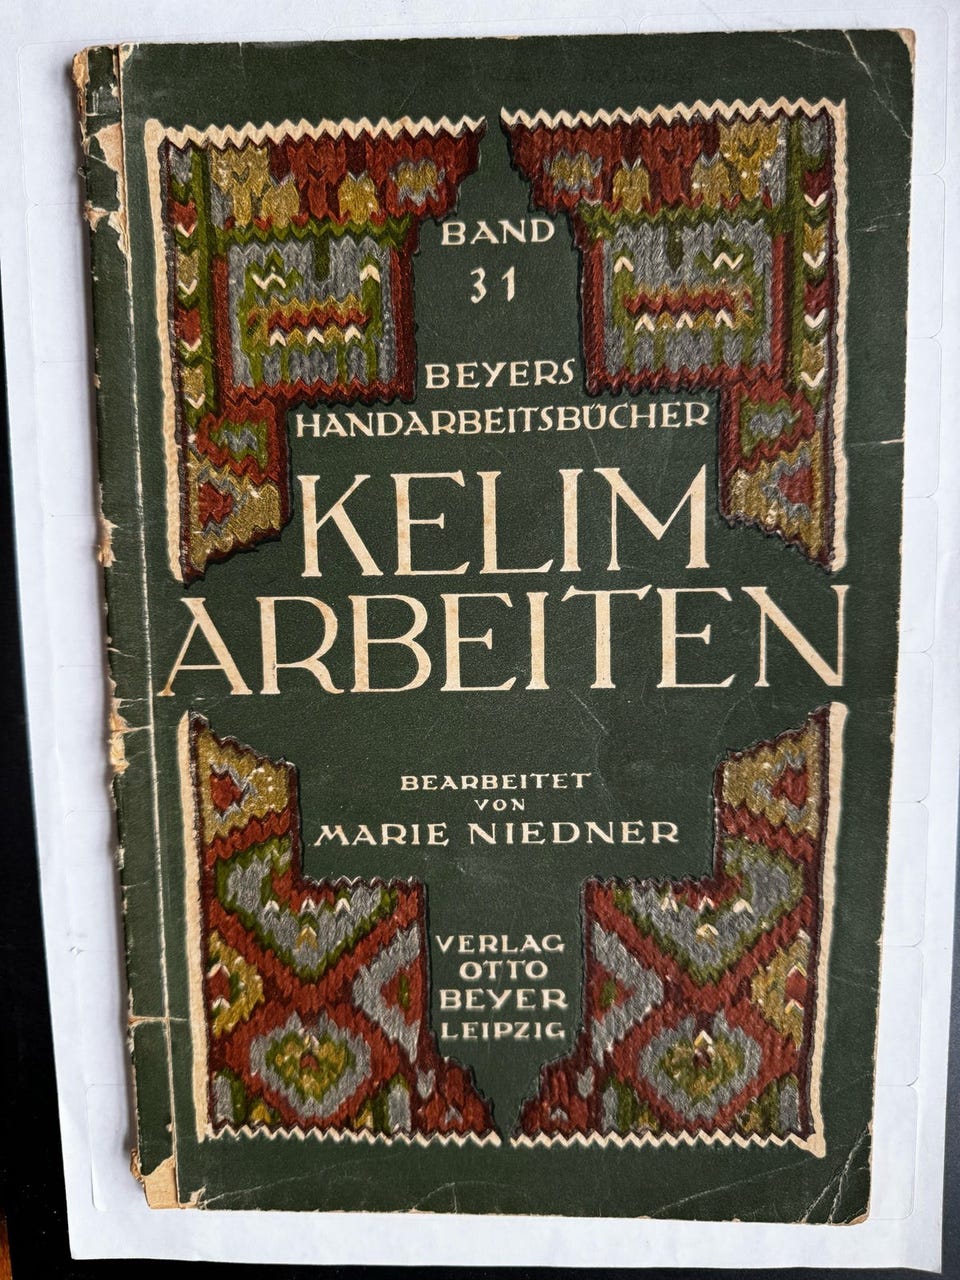 BAND
31
BEYERS
HANDARBEITSBÜCHER
KELIM
ARBEITEN
BEARBEITET
VON
MARIE NIEDNER
VERLAG
OTTO
BEYER
LEIPZIG